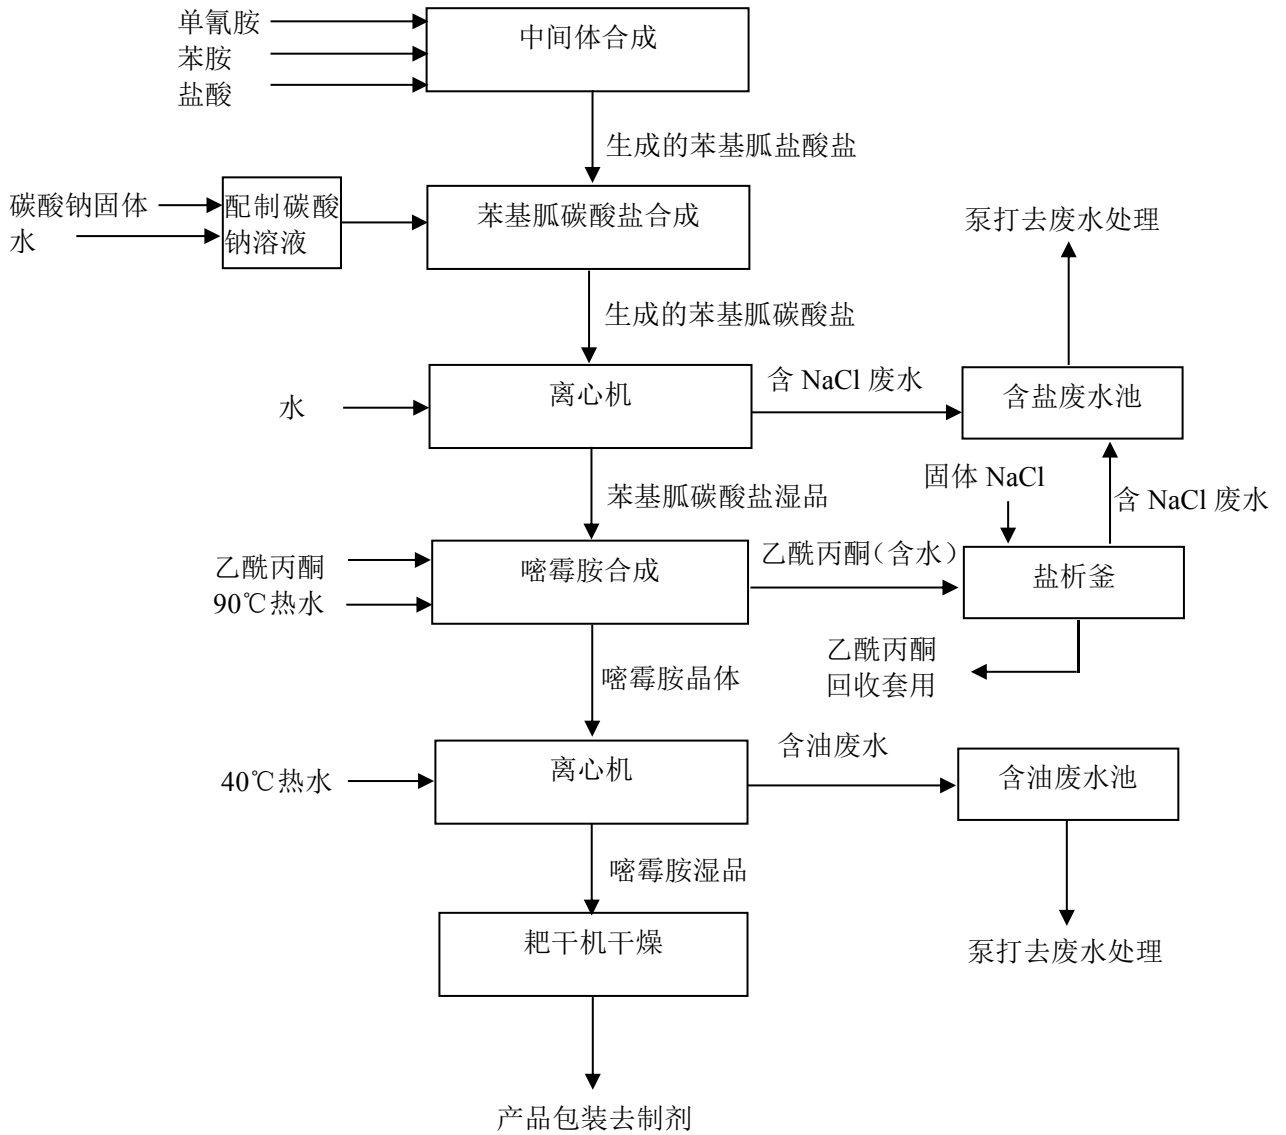 单氰胺
苯胺
盐酸
中间体合成
生成的苯基胍盐酸盐
碳酸钠固体
水
配制碳酸
钠溶液
苯基胍碳酸盐合成
泵打去废水处理
生成的苯基胍碳酸盐
水
离心机
含 NaCl 废水
含盐废水池
苯基胍碳酸盐湿品
固体 NaCl
含 NaCl 废水
乙酰丙酮
90℃热水
嘧霉胺合成
乙酰丙酮（含水）
盐析釜
乙酰丙酮
回收套用
嘧霉胺晶体
40℃热水
离心机
含油废水
含油废水池
嘧霉胺湿品
耙干机干燥
泵打去废水处理
产品包装去制剂